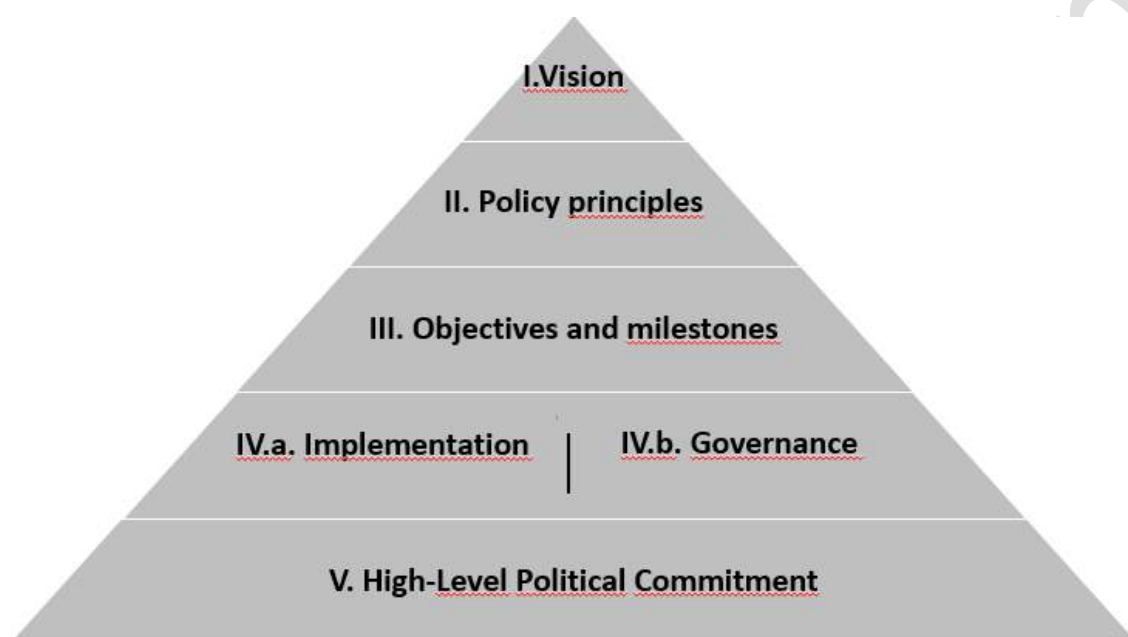 I.Vision
II. Policy principles
III. Objectives and milestones
IV.a. Implementation | IV.b. Governance
V. High-Level Political Commitment